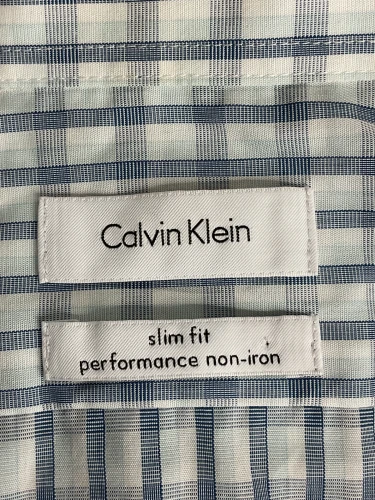 Calvin Klein
slim fit
performance non-iron